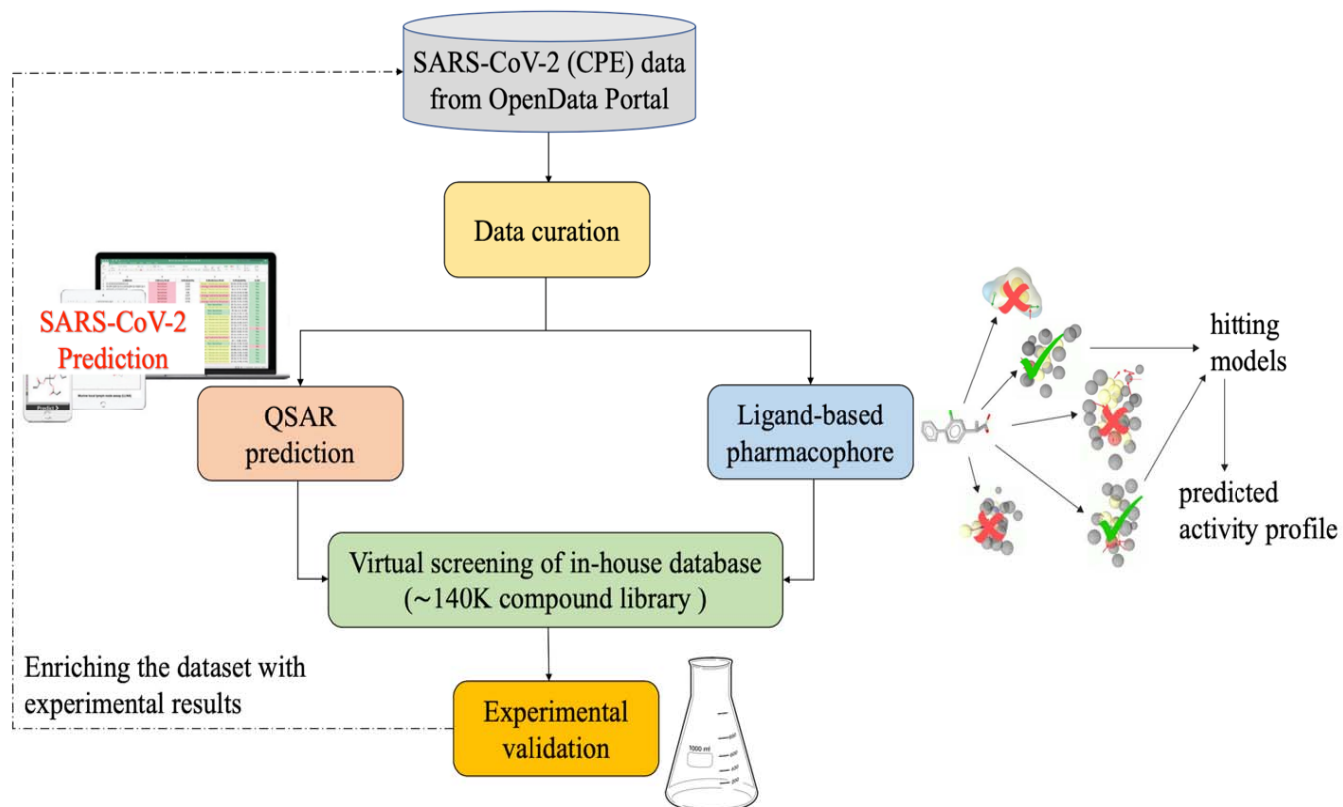 SARS-CoV-2 (CPE) data
from OpenData Portal
Data curation
SARS-CoV-2
Prediction
Predict
QSAR
prediction
Ligand-based
pharmacophore
hitting
models
predicted
activity profile
Virtual screening of in-house database
(~140K compound library )
Enriching the dataset with
experimental results
Experimental
validation
1000 ml